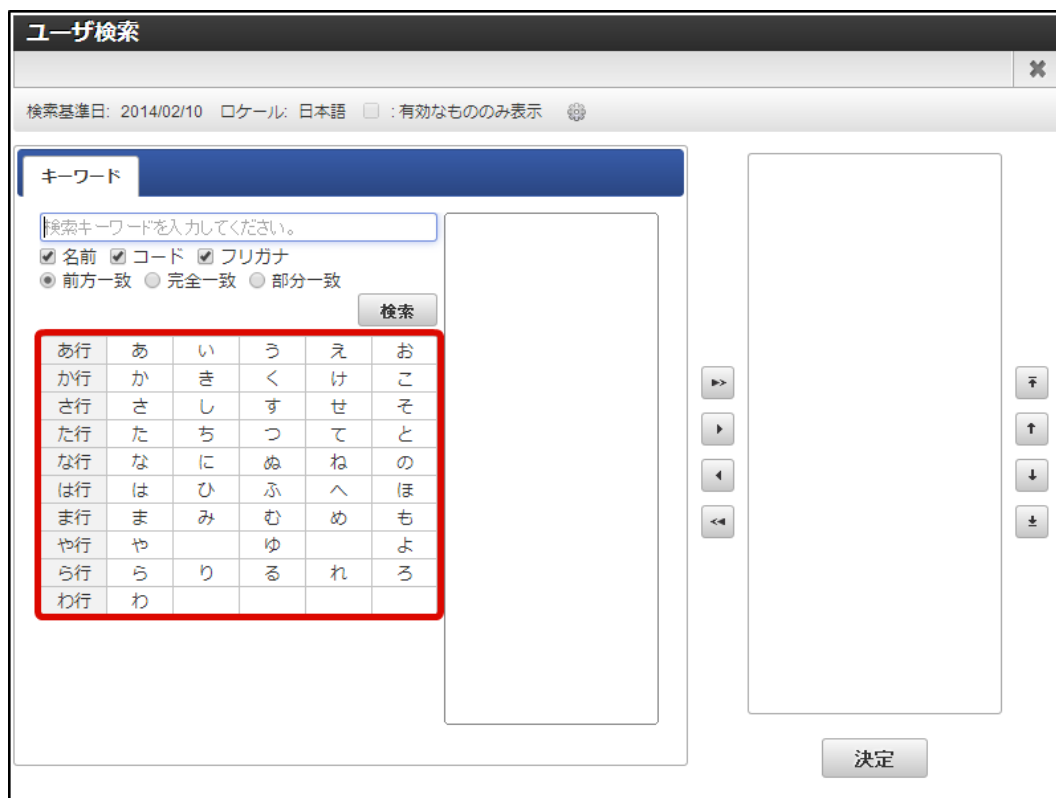 ユーザ検索
検索基準日: 2014/02/10 ロケール: 日本語 : 有効なもののみ表示
キーワード
検索キーワードを入力してください。
名前 コード フリガナ
前方一致 完全一致 部分一致
検索
あ行 あ い う え お
か行 か き く け こ
さ行 さ し す せ そ
た行 た ち つ て と
な行 な に ぬ ね の
は行 は ひ ふ へ ほ
ま行 ま み む め も
や行 や ゆ よ
ら行 ら り る れ ろ
わ行 わ
決定